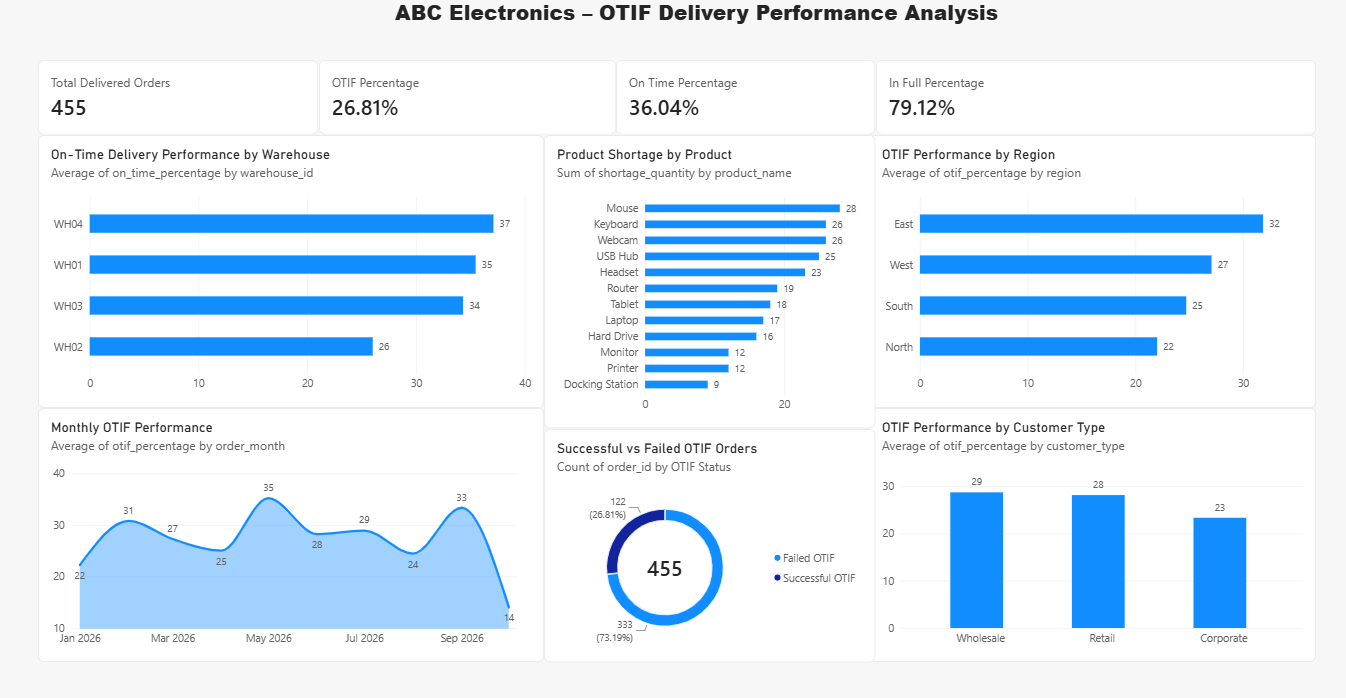 ABC Electronics – OTIF Delivery Performance Analysis
Total Delivered Orders
455
OTIF Percentage
26.81%
On Time Percentage
36.04%
In Full Percentage
79.12%
On-Time Delivery Performance by Warehouse
Average of on_time_percentage by warehouse_id
WH04 37
WH01 35
WH03 34
WH02 26
0 10 20 30 40
Product Shortage by Product
Sum of shortage_quantity by product_name
Mouse 28
Keyboard 26
Webcam 26
USB Hub 25
Headset 23
Router 19
Tablet 18
Laptop 17
Hard Drive 16
Monitor 12
Printer 12
Docking Station 9
0 20
OTIF Performance by Region
Average of otif_percentage by region
East 32
West 27
South 25
North 22
0 10 20 30
Monthly OTIF Performance
Average of otif_percentage by order_month
40
30
20
10
22 31 27 25 35 28 29 24 33 14
Jan 2026 Mar 2026 May 2026 Jul 2026 Sep 2026
Successful vs Failed OTIF Orders
Count of order_id by OTIF Status
122
(26.81%)
455
333
(73.19%)
Failed OTIF
Successful OTIF
OTIF Performance by Customer Type
Average of otif_percentage by customer_type
30
20
10
0
29 28 23
Wholesale Retail Corporate